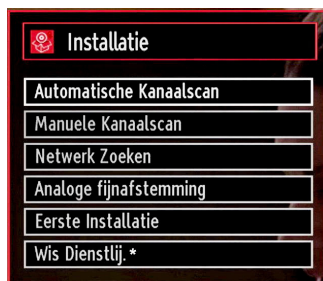 Installatie
Automatische Kanaalscan
Manuele Kanaalscan
Netwerk Zoeken
Analoge fijnafstemming
Eerste Installatie
Wis Dienstlij.*